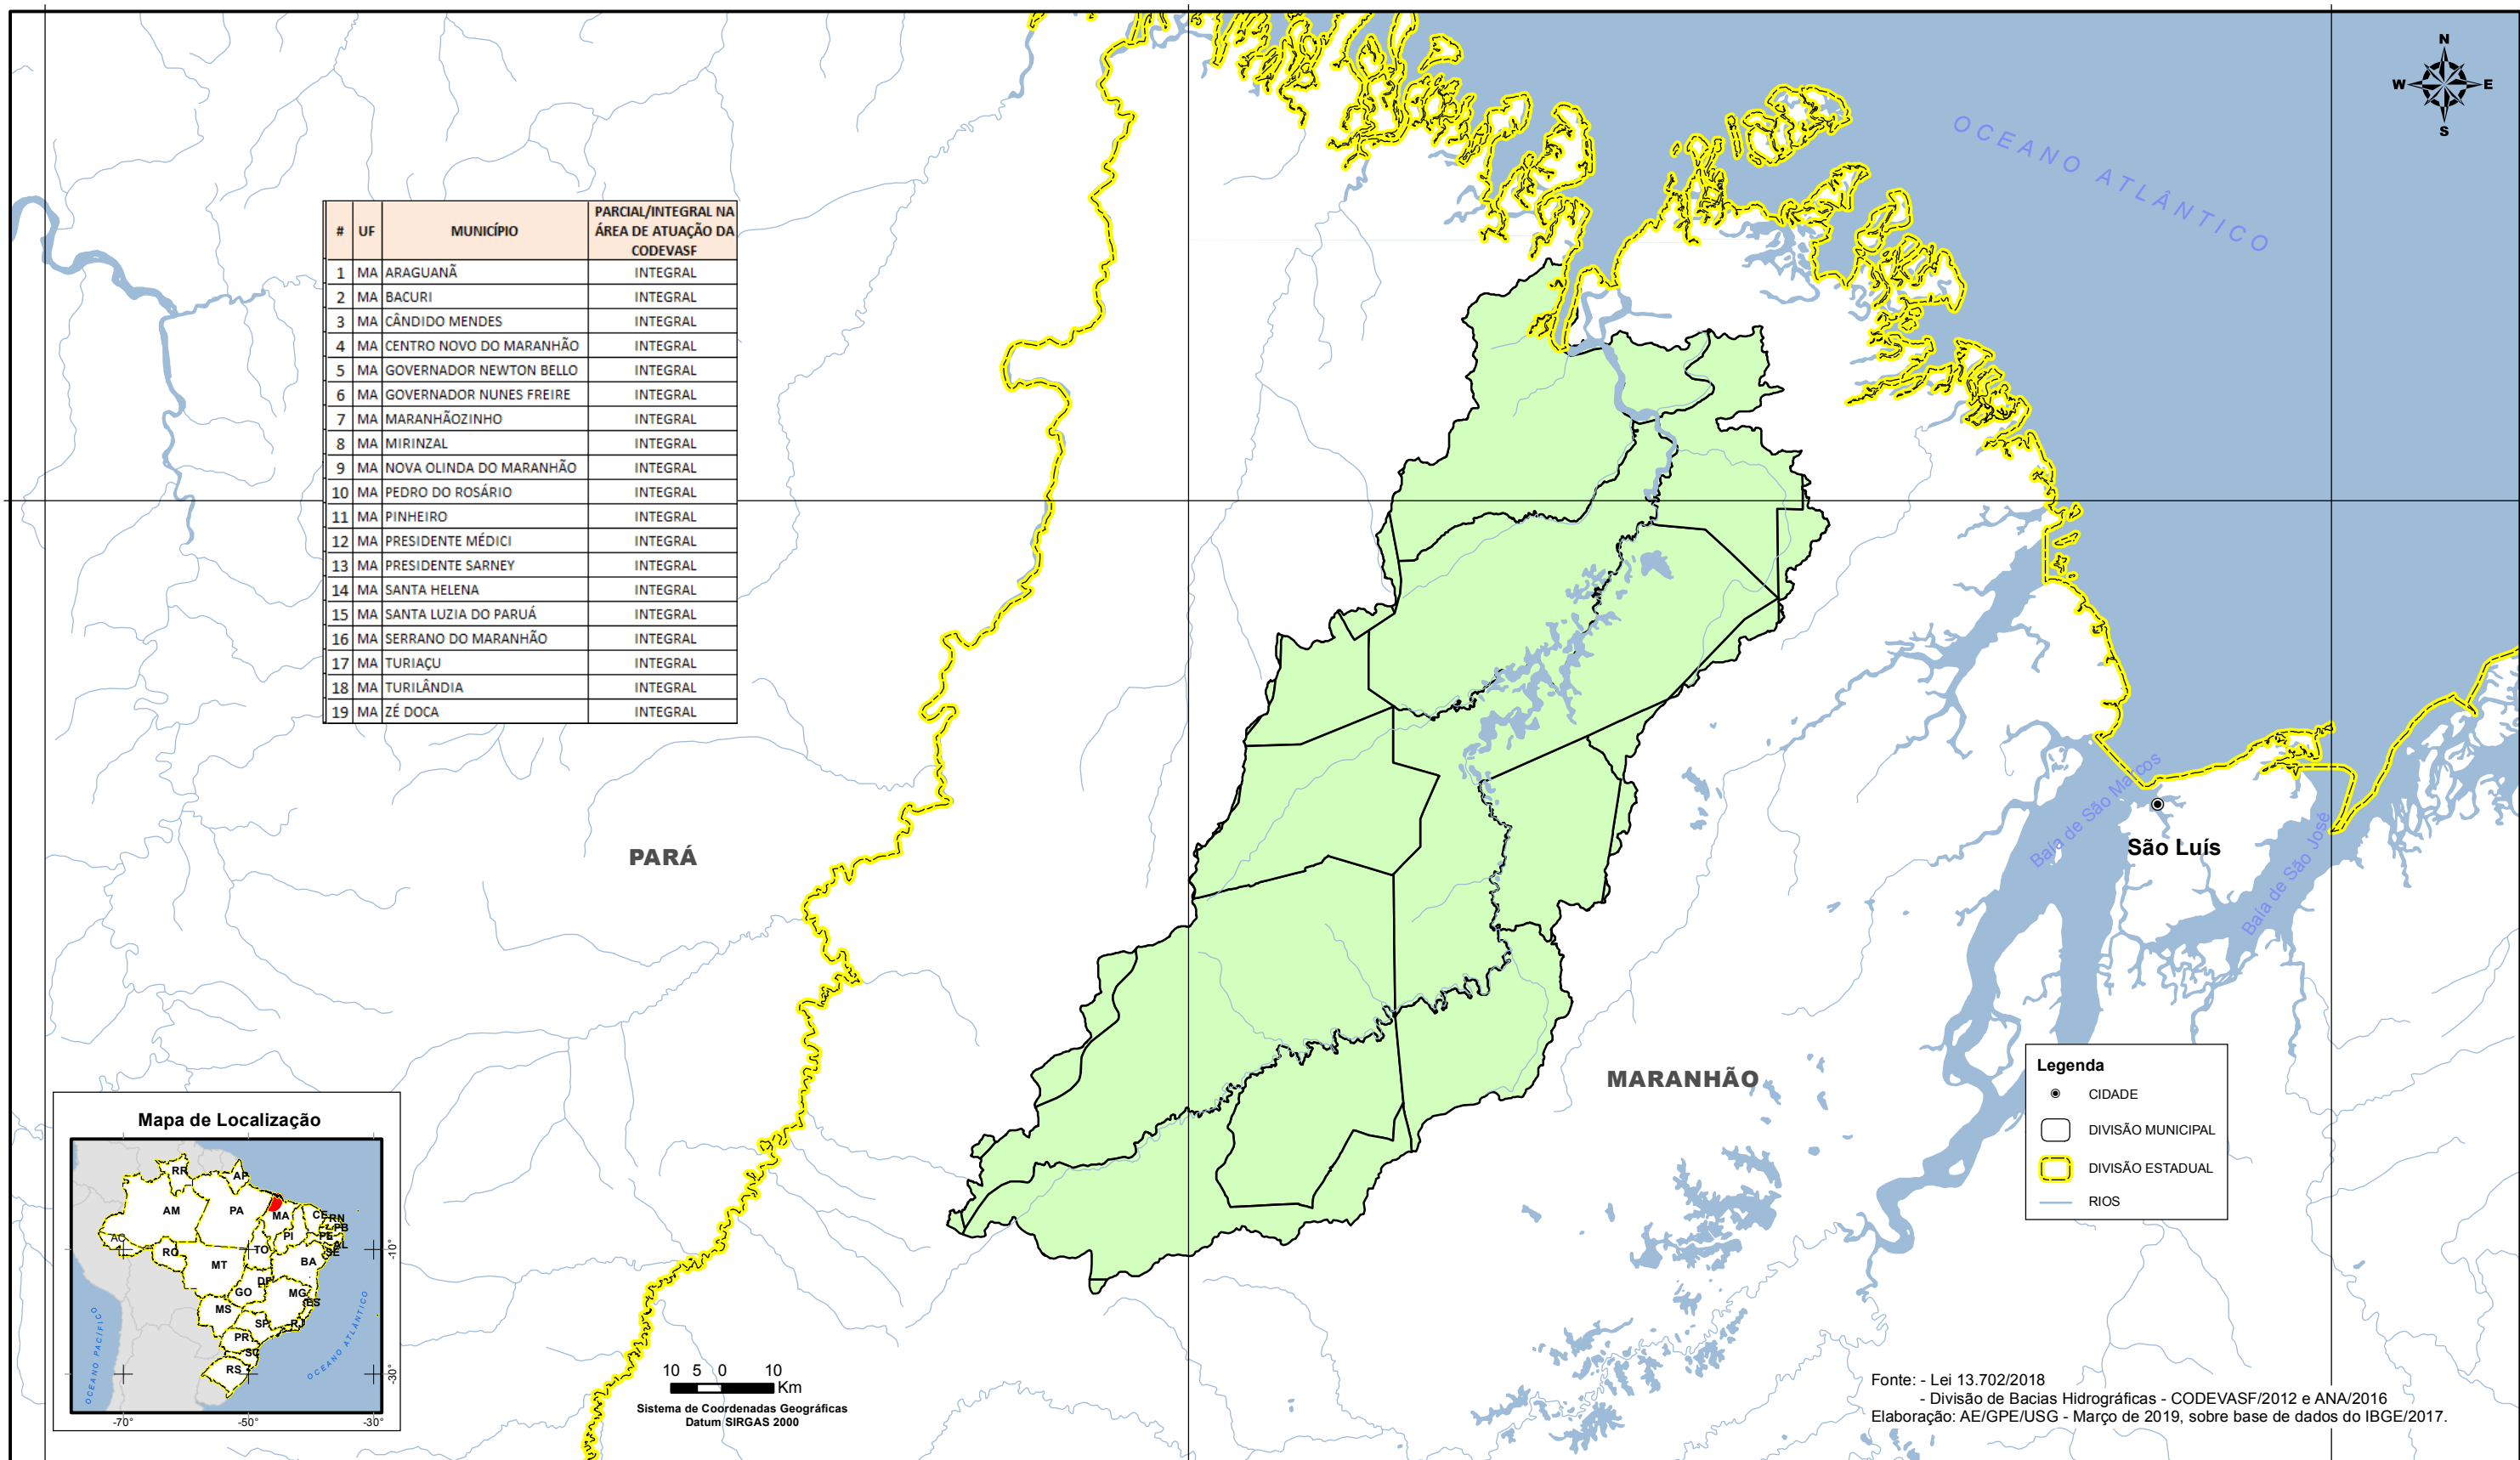 N
W E
S
OCEANO ATLÂNTICO
# UF MUNICÍPIO PARCIAL/INTEGRAL NA ÁREA DE ATUAÇÃO DA CODEVASF
1 MA ARAGUANÃ INTEGRAL
2 MA BACURI INTEGRAL
3 MA CÂNDIDO MENDES INTEGRAL
4 MA CENTRO NOVO DO MARANHÃO INTEGRAL
5 MA GOVERNADOR NEWTON BELLO INTEGRAL
6 MA GOVERNADOR NUNES FREIRE INTEGRAL
7 MA MARANHÃOZINHO INTEGRAL
8 MA MIRINZAL INTEGRAL
9 MA NOVA OLINDA DO MARANHÃO INTEGRAL
10 MA PEDRO DO ROSÁRIO INTEGRAL
11 MA PINHEIRO INTEGRAL
12 MA PRESIDENTE MÉDICI INTEGRAL
13 MA PRESIDENTE SARNEY INTEGRAL
14 MA SANTA HELENA INTEGRAL
15 MA SANTA LUZIA DO PARUÁ INTEGRAL
16 MA SERRANO DO MARANHÃO INTEGRAL
17 MA TURIAÇU INTEGRAL
18 MA TURILÂNDIA INTEGRAL
19 MA ZÉ DOCA INTEGRAL
Baía de São Marcos
São Luís
Baía de São José
PARÁ
MARANHÃO
Legenda
CIDADE
DIVISÃO MUNICIPAL
DIVISÃO ESTADUAL
RIOS
Mapa de Localização
RR
AP
AM
PA
MA
CE
RN
PB
PE
AL
SE
PI
AC
RO
TO
BA
MT
DF
GO
MG
ES
MS
SP
RJ
PR
SC
RS
OCEANO PACÍFICO
OCEANO ATLÂNTICO
-10°
-30°
-70° -50° -30°
10 5 0 10
Km
Sistema de Coordenadas Geográficas
Datum SIRGAS 2000
Fonte: - Lei 13.702/2018
- Divisão de Bacias Hidrográficas - CODEVASF/2012 e ANA/2016
Elaboração: AE/GPE/USG - Março de 2019, sobre base de dados do IBGE/2017.